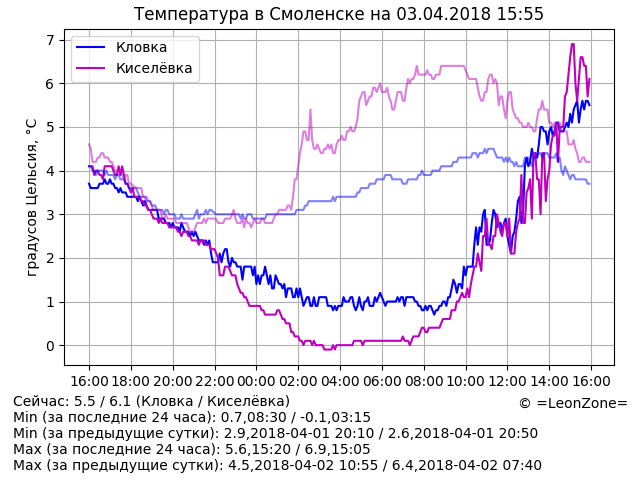 Температура в Смоленске на 03.04.2018 15:55
7
6
5
4
3
2
1
0
градусов Цельсия, °C
Кловка
Киселёвка
16:00 18:00 20:00 22:00 00:00 02:00 04:00 06:00 08:00 10:00 12:00 14:00 16:00
Сейчас: 5.5 / 6.1 (Кловка / Киселёвка)
© =LeonZone=
Min (за последние 24 часа): 0.7,08:30 / -0.1,03:15
Min (за предыдущие сутки): 2.9,2018-04-01 20:10 / 2.6,2018-04-01 20:50
Max (за последние 24 часа): 5.6,15:20 / 6.9,15:05
Max (за предыдущие сутки): 4.5,2018-04-02 10:55 / 6.4,2018-04-02 07:40